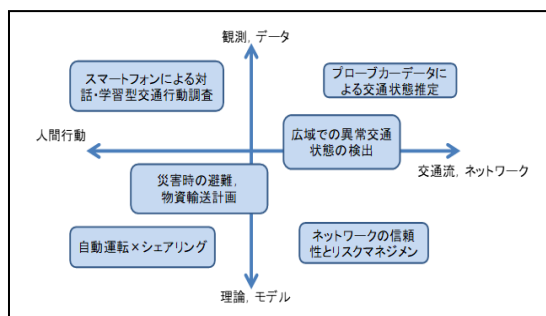 観測, データ
スマートフォンによる対
話・学習型交通行動調査
プローブカーデータに
よる交通状態推定
人間行動
広域での異常交通
状態の検出
交通流, ネットワーク
災害時の避難,
物資輸送計画
自動運転×シェアリング
ネットワークの信頼
性とリスクマネジメン
理論, モデル